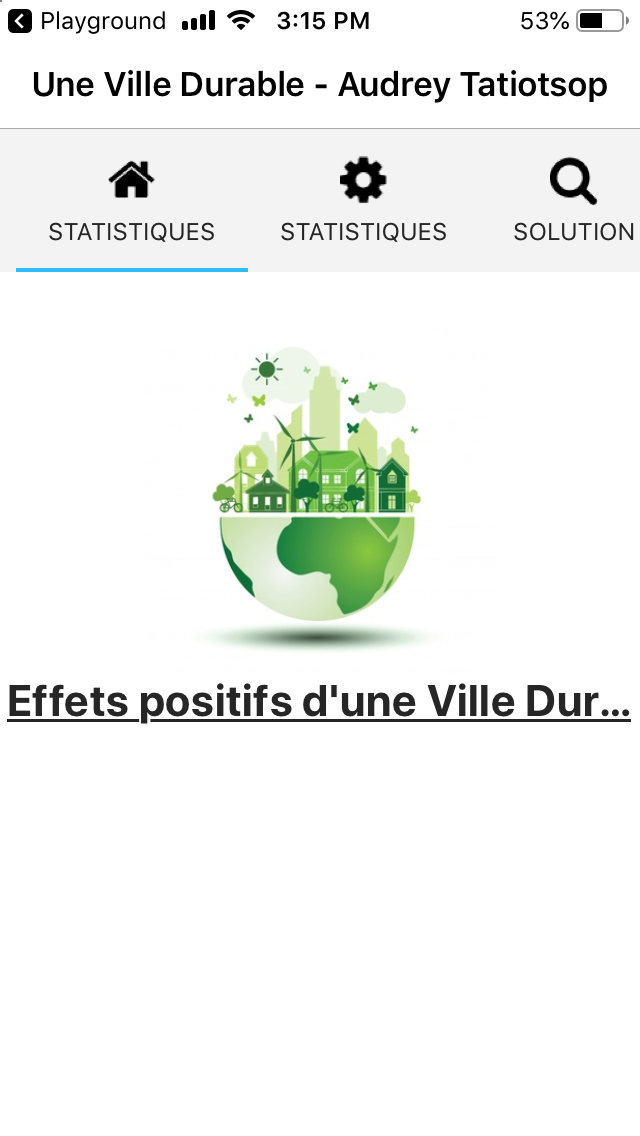 Playground 3:15 PM 53%
Une Ville Durable - Audrey Tatiotsop
STATISTIQUES STATISTIQUES SOLUTION
Effets positifs d'une Ville Dur...